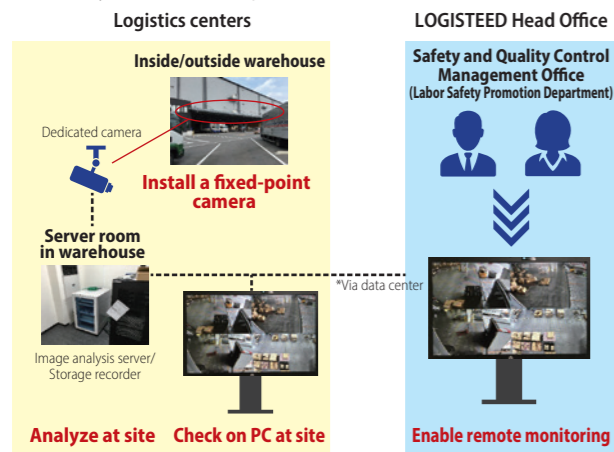 Logistics centers
Inside/outside warehouse
Dedicated camera
Install a fixed-point
camera
Server room
in warehouse
Image analysis server/
Storage recorder
Analyze at site
Check on PC at site
*Via data center
LOGISTEED Head Office
Safety and Quality Control
Management Office
(Labor Safety Promotion Department)
Enable remote monitoring